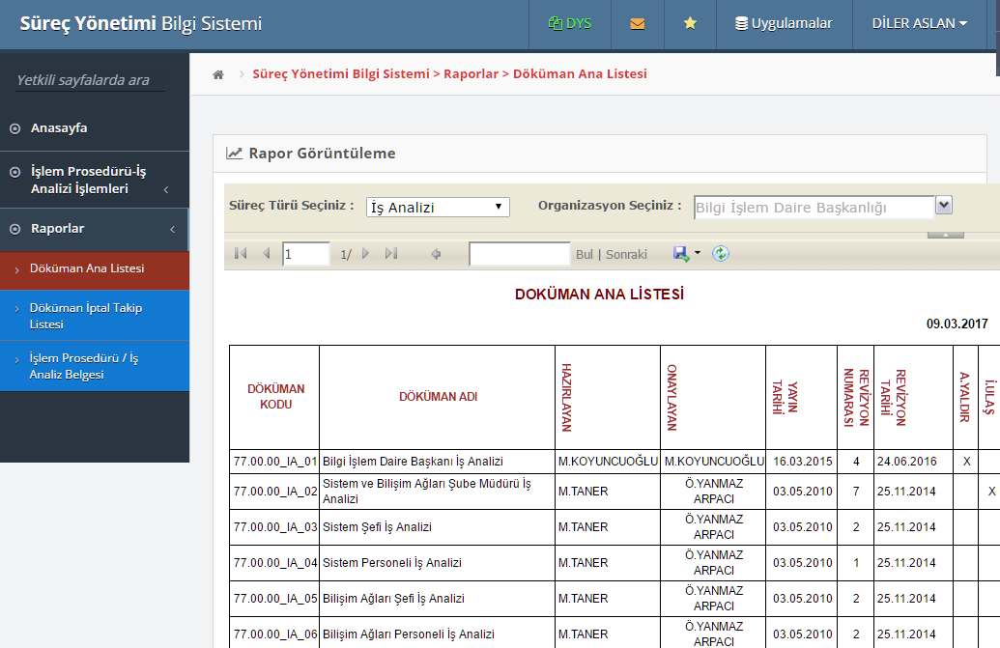 Süreç Yönetimi Bilgi Sistemi
DYS
Uygulamalar
DİLER ASLAN
Yetkili sayfalarda ara
Anasayfa
İşlem Prosedürü-İş
Analizi İşlemleri
Raporlar
Döküman Ana Listesi
Döküman İptal Takip
Listesi
İşlem Prosedürü / İş
Analiz Belgesi
Süreç Yönetimi Bilgi Sistemi > Raporlar > Döküman Ana Listesi
Rapor Görüntüleme
Süreç Türü Seçiniz :
İş Analizi
Organizasyon Seçiniz :
Bilgi İşlem Daire Başkanlığı
1
1/
Bul | Sonraki
DOKÜMAN ANA LİSTESİ
09.03.2017
DÖKÜMAN
KODU
DÖKÜMAN ADI
HAZIRLAYAN
ONAYLAYAN
YAYIN
TARİHİ
REVİZYON
NUMARASI
REVİZYON
TARİHİ
A.YALDIR
İ.ULAŞ
77.00.00_IA_01 Bilgi İşlem Daire Başkanı İş Analizi M.KOYUNCUOĞLU M.KOYUNCUOĞLU 16.03.2015 4 24.06.2016 X
77.00.00_IA_02 Sistem ve Bilişim Ağları Şube Müdürü İş
Analizi M.TANER Ö.YANMAZ
ARPACI 03.05.2010 7 25.11.2014 X
77.00.00_IA_03 Sistem Şefi İş Analizi M.TANER Ö.YANMAZ
ARPACI 03.05.2010 2 25.11.2014
77.00.00_IA_04 Sistem Personeli İş Analizi M.TANER Ö.YANMAZ
ARPACI 03.05.2010 1 25.11.2014
77.00.00_IA_05 Bilişim Ağları Şefi İş Analizi M.TANER Ö.YANMAZ
ARPACI 03.05.2010 2 25.11.2014
77.00.00_IA_06 Bilişim Ağları Personeli İş Analizi M.TANER Ö.YANMAZ
ARPACI 03.05.2010 2 25.11.2014